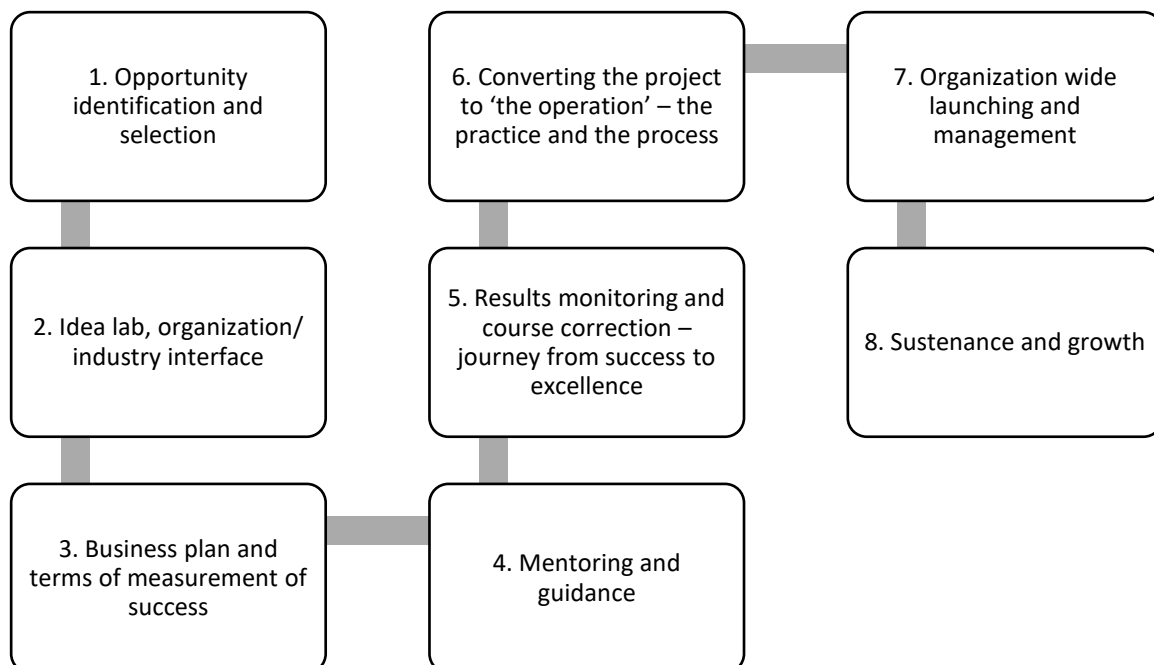 1. Opportunity
identification and
selection
2. Idea lab, organization/
industry interface
3. Business plan and
terms of measurement of
success
4. Mentoring and
guidance
5. Results monitoring and
course correction –
journey from success to
excellence
6. Converting the project
to ‘the operation’ – the
practice and the process
7. Organization wide
launching and
management
8. Sustenance and growth